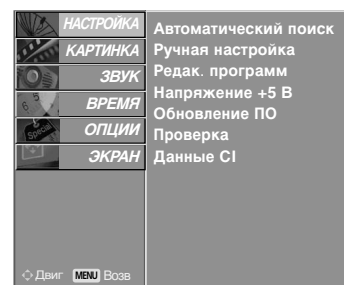 НАСТРОЙКА
КАРТИНКА
ЗВУК
ВРЕМЯ
ОПЦИИ
ЭКРАН
Автоматический поиск
Ручная настройка
Редак. программ
Напряжение +5 В
Обновление ПО
Проверка
Данные CI
Special
Двиг MENU Возв